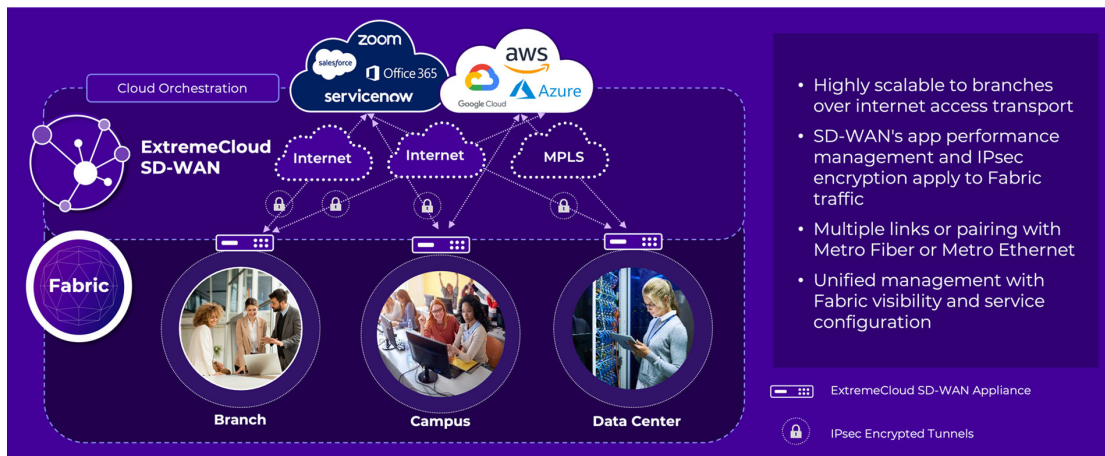 Cloud Orchestration
zoom
salesforce
Office 365
servicenow
aws
Google Cloud
Azure
ExtremeCloud
SD-WAN
Internet
Internet
MPLS
Fabric
Branch
Campus
Data Center
• Highly scalable to branches
over internet access transport
• SD-WAN's app performance
management and IPsec
encryption apply to Fabric
traffic
• Multiple links or pairing with
Metro Fiber or Metro Ethernet
• Unified management with
Fabric visibility and service
configuration
ExtremeCloud SD-WAN Appliance
IPsec Encrypted Tunnels